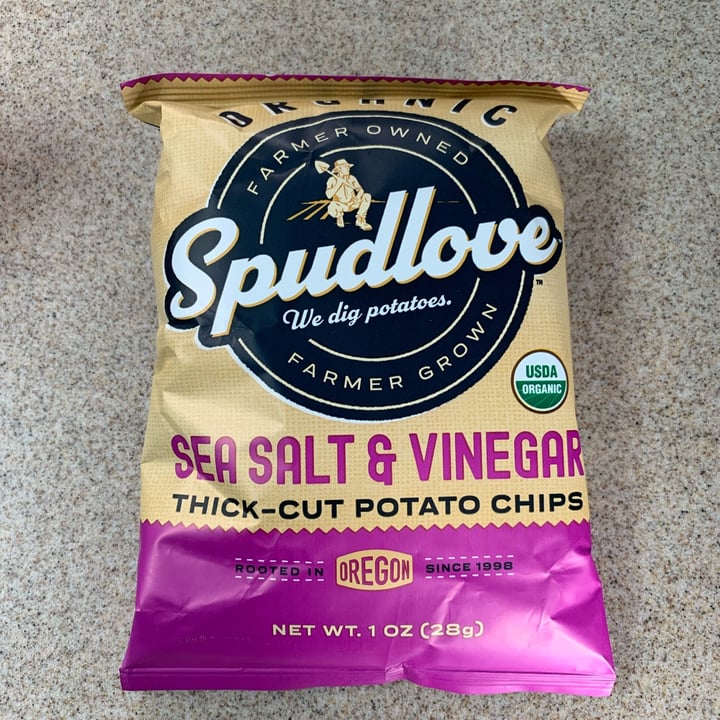 ORGANIC
FARMER OWNED
Spudlove
™
We dig potatoes.
FARMER GROWN
USDA
ORGANIC
SEA SALT & VINEGAR
THICK-CUT POTATO CHIPS
ROOTED IN OREGON SINCE 1998
NET WT. 1 OZ (28g)